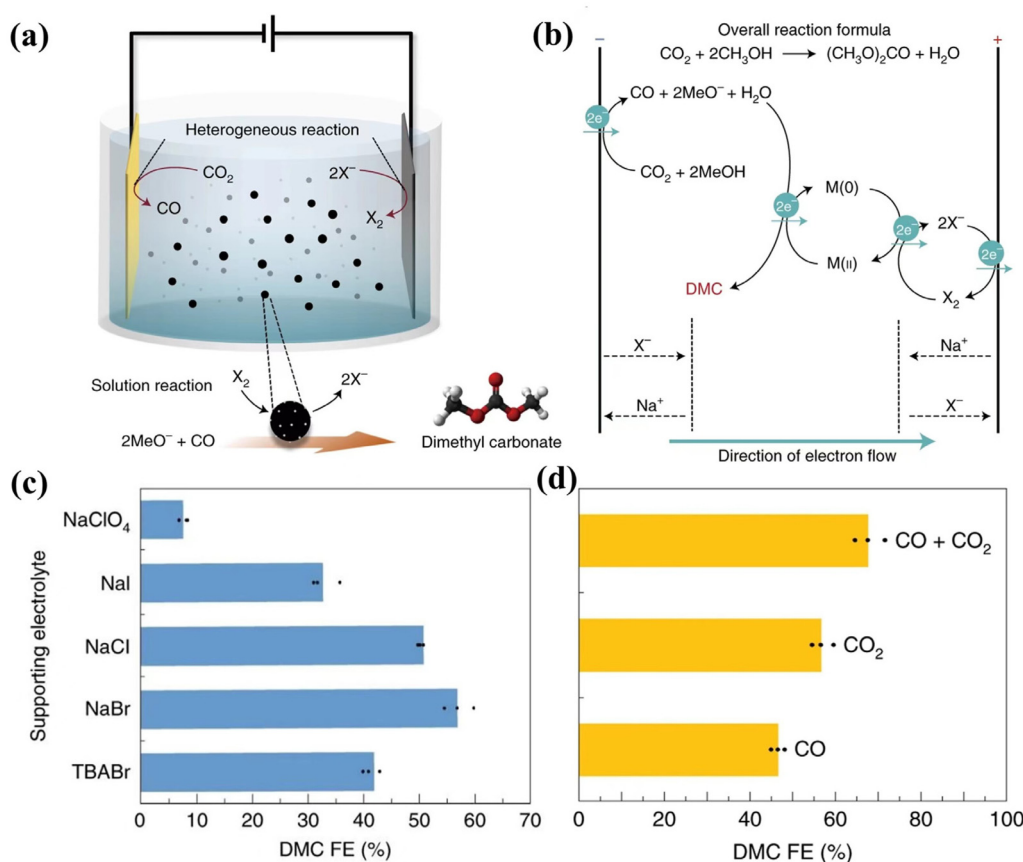 (a)
Heterogeneous reaction
CO₂
CO
2X⁻
X₂
Solution reaction
X₂
2X⁻
2MeO⁻ + CO
Dimethyl carbonate
(b)
Overall reaction formula
CO₂ + 2CH₃OH ⟶ (CH₃O)₂CO + H₂O
−
+
CO + 2MeO⁻ + H₂O
2e⁻
CO₂ + 2MeOH
M(0)
2e⁻
2e⁻
2X⁻
2e⁻
M(II)
DMC
X₂
X⁻
Na⁺
Na⁺
X⁻
Direction of electron flow
(c)
Supporting electrolyte
NaClO₄
NaI
NaCl
NaBr
TBABr
0 10 20 30 40 50 60 70
DMC FE (%)
(d)
CO + CO₂
CO₂
CO
0 20 40 60 80 100
DMC FE (%)